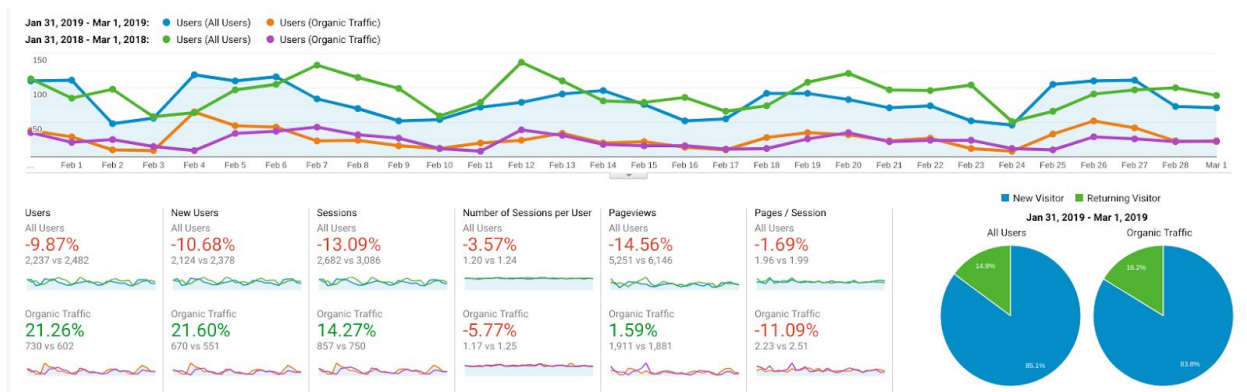 Jan 31, 2019 - Mar 1, 2019: Users (All Users) Users (Organic Traffic)
Jan 31, 2018 - Mar 1, 2018: Users (All Users) Users (Organic Traffic)
150
100
50
... Feb 1 Feb 2 Feb 3 Feb 4 Feb 5 Feb 6 Feb 7 Feb 8 Feb 9 Feb 10 Feb 11 Feb 12 Feb 13 Feb 14 Feb 15 Feb 16 Feb 17 Feb 18 Feb 19 Feb 20 Feb 21 Feb 22 Feb 23 Feb 24 Feb 25 Feb 26 Feb 27 Feb 28 Mar 1
Users
All Users
-9.87%
2,237 vs 2,482
Organic Traffic
21.26%
730 vs 602
New Users
All Users
-10.68%
2,124 vs 2,378
Organic Traffic
21.60%
670 vs 551
Sessions
All Users
-13.09%
2,682 vs 3,086
Organic Traffic
14.27%
857 vs 750
Number of Sessions per User
All Users
-3.57%
1.20 vs 1.24
Organic Traffic
-5.77%
1.17 vs 1.25
Pageviews
All Users
-14.56%
5,251 vs 6,146
Organic Traffic
1.59%
1,911 vs 1,881
Pages / Session
All Users
-1.69%
1.96 vs 1.99
Organic Traffic
-11.09%
2.23 vs 2.51
New Visitor Returning Visitor
Jan 31, 2019 - Mar 1, 2019
All Users
14.9%
85.1%
Organic Traffic
16.2%
83.8%